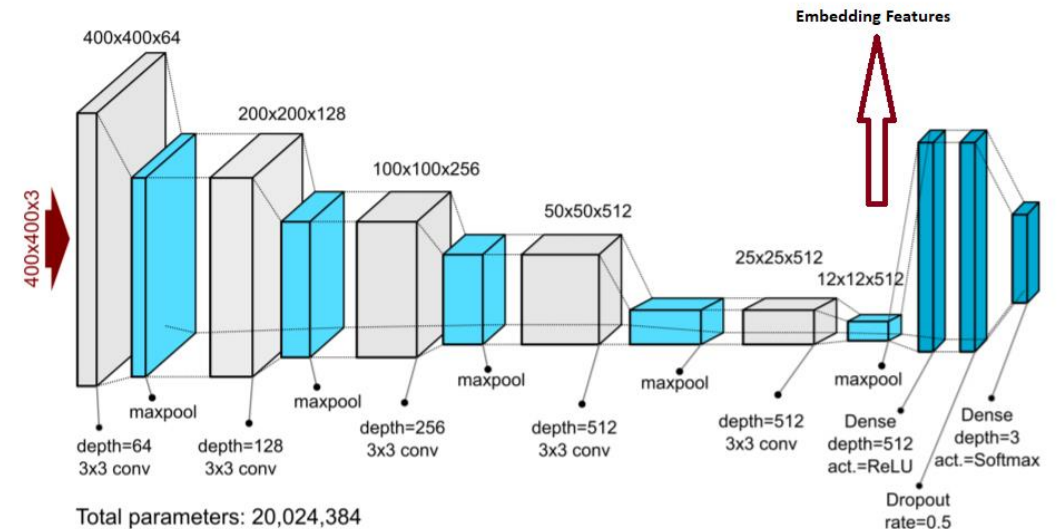 Embedding Features
400x400x64
200x200x128
100x100x256
50x50x512
25x25x512
12x12x512
400x400x3
maxpool
maxpool
maxpool
maxpool
maxpool
depth=64
3x3 conv
depth=128
3x3 conv
depth=256
3x3 conv
depth=512
3x3 conv
depth=512
3x3 conv
Dense
depth=512
act.=ReLU
Dense
depth=3
act.=Softmax
Dropout
rate=0.5
Total parameters: 20,024,384